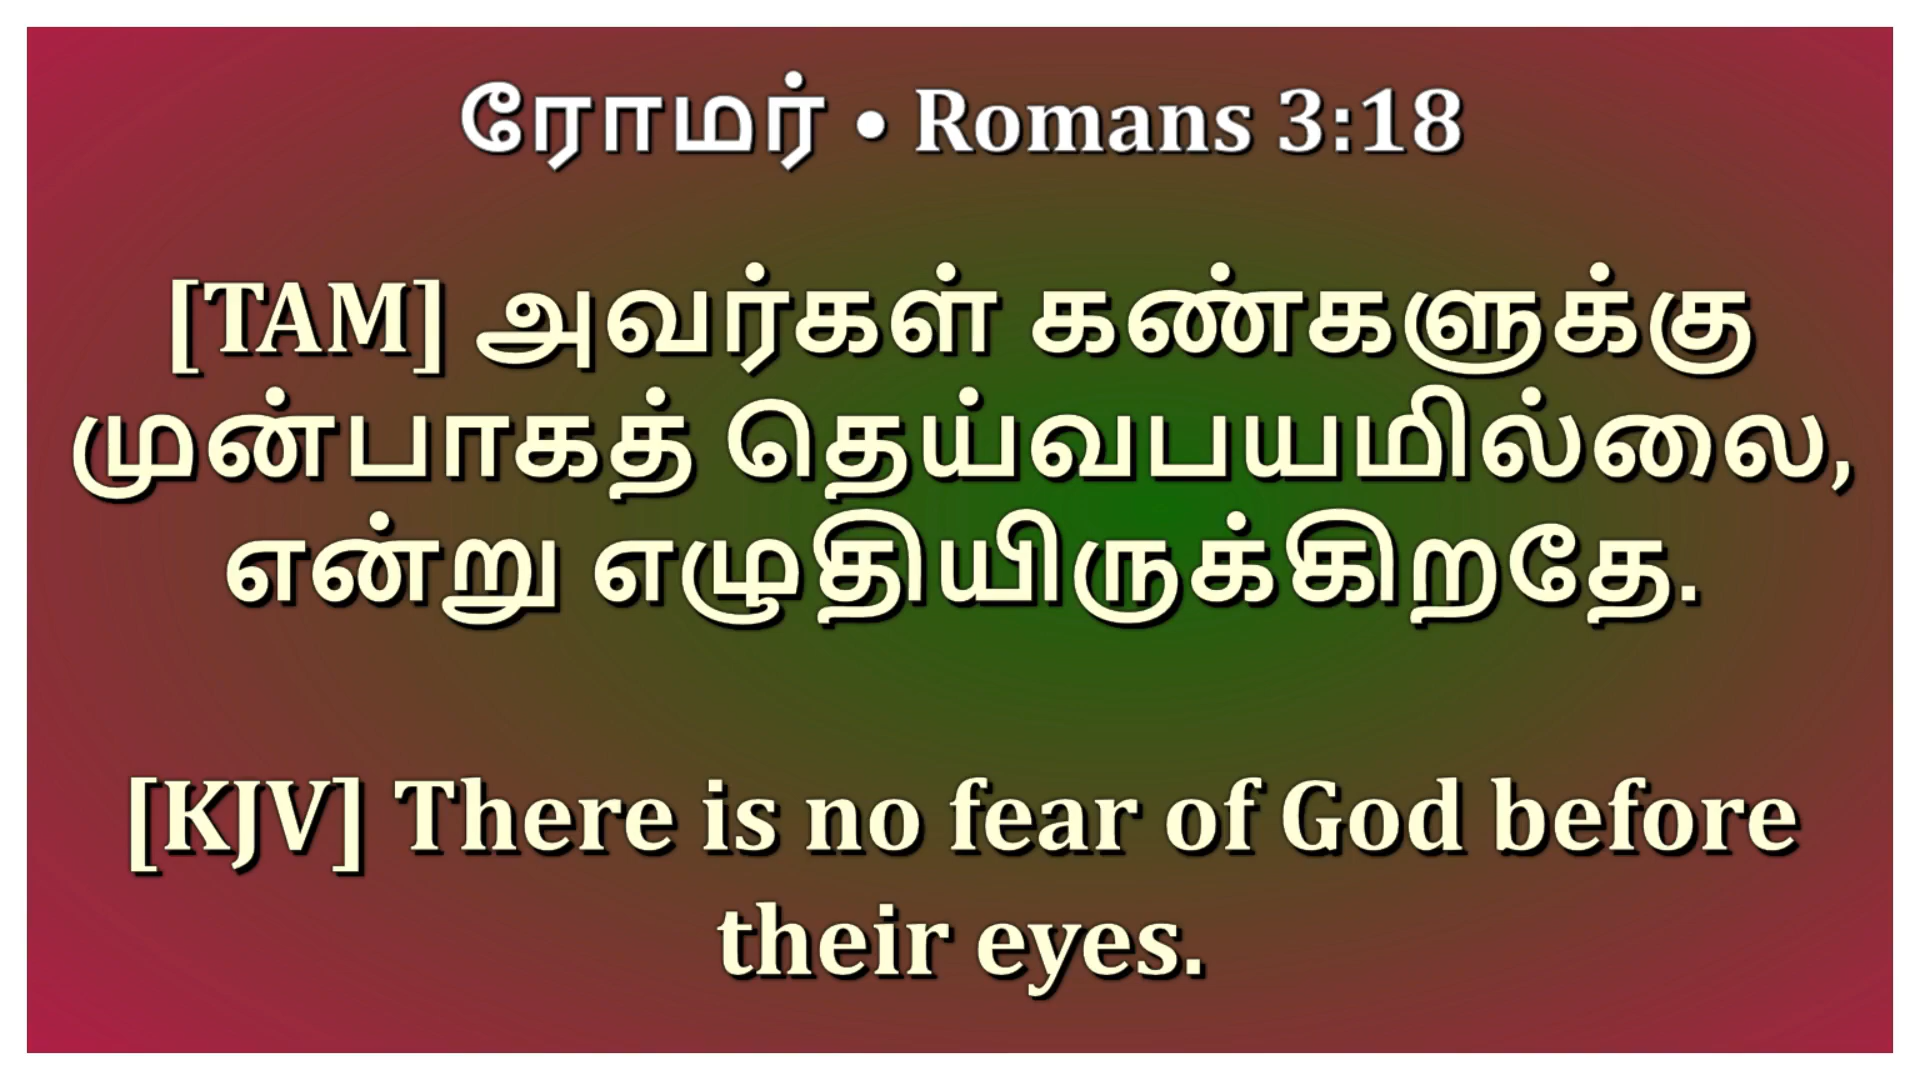 ரோமர் • Romans 3:18
[TAM] அவர்கள் கண்களுக்கு
முன்பாகத் தெய்வபயமில்லை,
என்று எழுதியிருக்கிறதே.
[KJV] There is no fear of God before
their eyes.